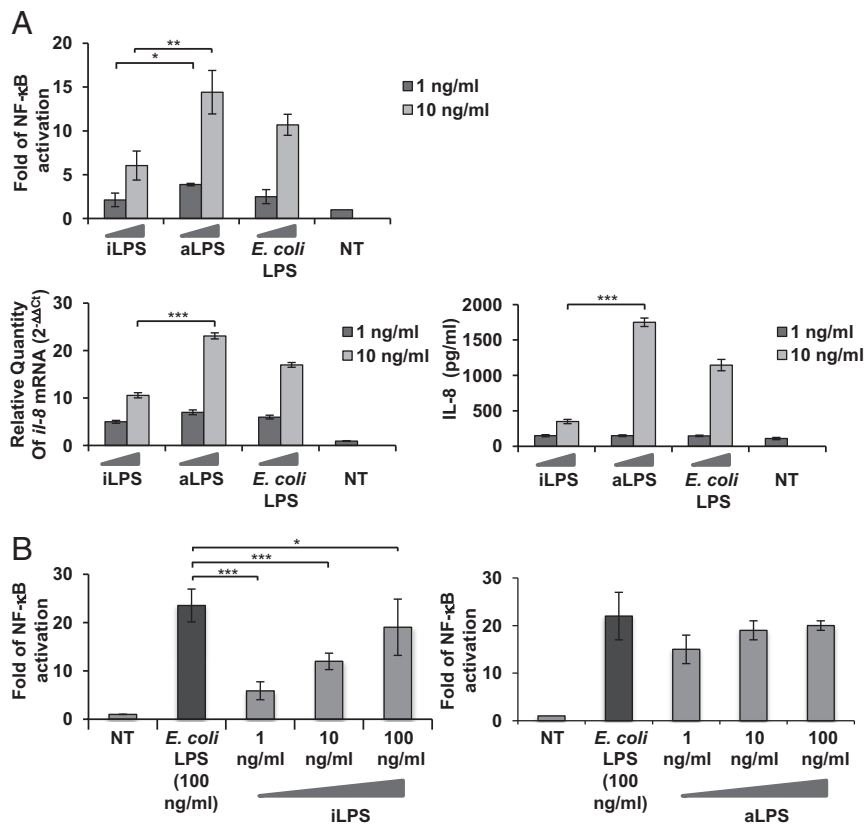 A
Fold of NF-κB
activation
20
15
10
5
0
*
**
1 ng/ml
10 ng/ml
iLPS
aLPS
E. coli
LPS
NT
Relative Quantity
Of il-8 mRNA (2-ΔΔCt)
30
20
10
0
***
1 ng/ml
10 ng/ml
iLPS
aLPS
E. coli
LPS
NT
IL-8 (pg/ml)
2000
1500
1000
500
0
***
1 ng/ml
10 ng/ml
iLPS
aLPS
E. coli
LPS
NT
B
Fold of NF-κB
activation
30
20
10
0
*
***
***
NT
E. coli
LPS
(100
ng/ml)
1
ng/ml
10
ng/ml
100
ng/ml
iLPS
Fold of NF-κB
activation
30
20
10
0
NT
E. coli
LPS
(100
ng/ml)
1
ng/ml
10
ng/ml
100
ng/ml
aLPS